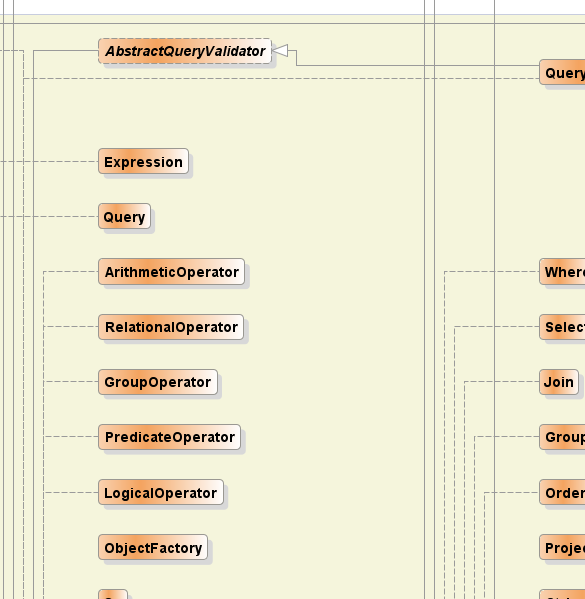 AbstractQueryValidator
Query
Expression
Query
ArithmeticOperator
Where
RelationalOperator
Select
GroupOperator
Join
PredicateOperator
Group
LogicalOperator
Order
ObjectFactory
Projec